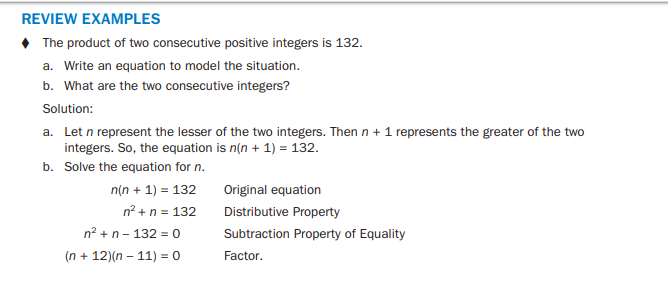 REVIEW EXAMPLES
♦ The product of two consecutive positive integers is 132.
a. Write an equation to model the situation.
b. What are the two consecutive integers?
Solution:
a. Let n represent the lesser of the two integers. Then n + 1 represents the greater of the two
integers. So, the equation is n(n + 1) = 132.
b. Solve the equation for n.
n(n + 1) = 132 Original equation
n² + n = 132 Distributive Property
n² + n – 132 = 0 Subtraction Property of Equality
(n + 12)(n – 11) = 0 Factor.